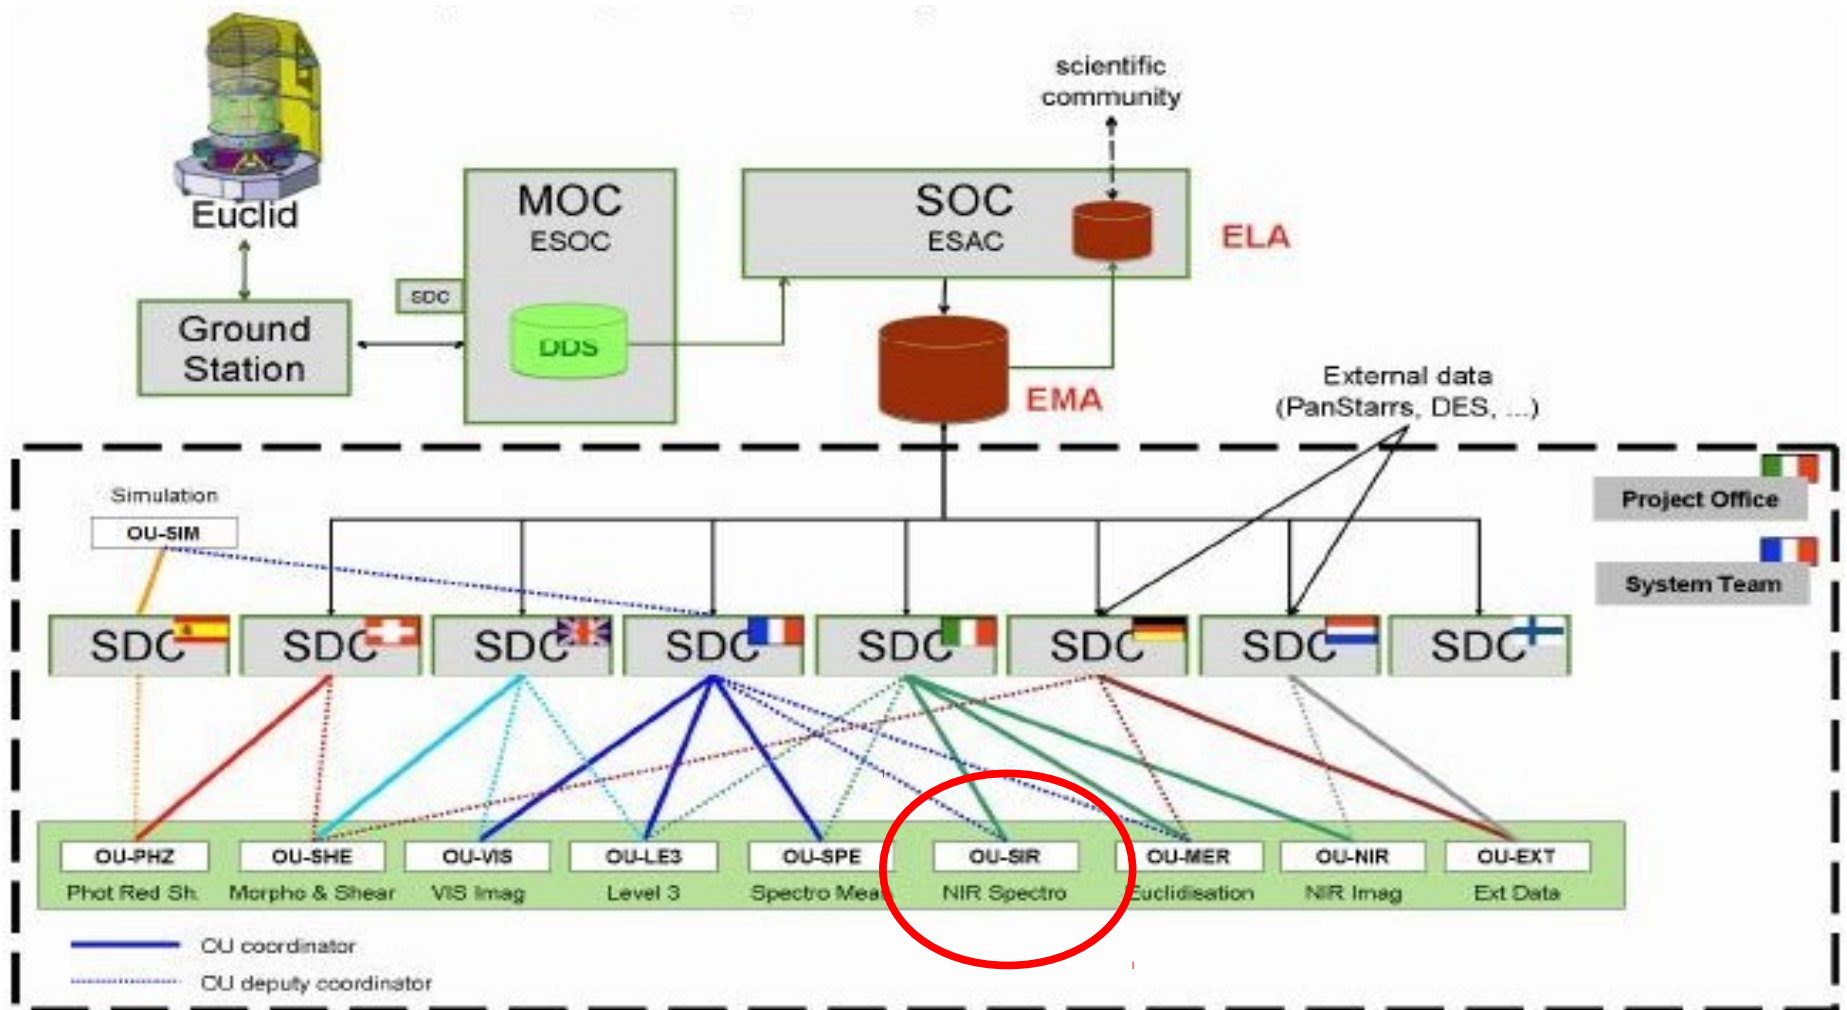 scientific
community
Euclid
MOC
ESOC
SOC
ESAC
ELA
SDC
Ground
Station
DDS
EMA
External data
(PanStarrs, DES, ...)
Simulation
OU-SIM
Project Office
System Team
SDC
SDC
SDC
SDC
SDC
SDC
SDC
SDC
OU-PHZ
OU-SHE
OU-VIS
OU-LE3
OU-SPE
OU-SIR
OU-MER
OU-NIR
OU-EXT
Phot Red Sh.
Morpho & Shear
VIS Imag
Level 3
Spectro Meas
NIR Spectro
Euclidisation
NIR Imag
Ext Data
OU coordinator
OU deputy coordinator